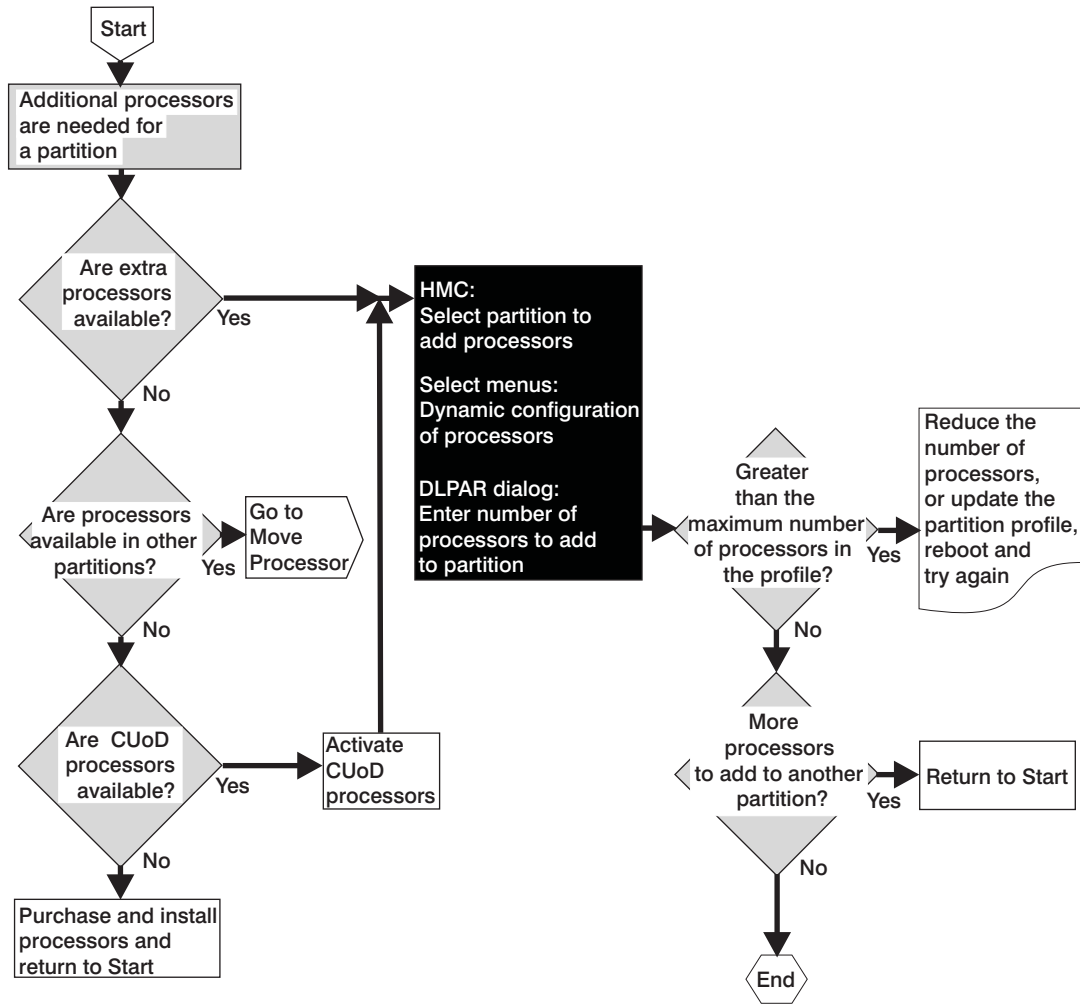 Start
Additional processors
are needed for
a partition
Are extra
processors
available?
Yes
No
Are processors
available in other
partitions?
Yes
Go to
Move
Processor
No
Are CUoD
processors
available?
Yes
Activate
CUoD
processors
No
Purchase and install
processors and
return to Start
HMC:
Select partition to
add processors
Select menus:
Dynamic configuration
of processors
DLPAR dialog:
Enter number of
processors to add
to partition
Greater
than the
maximum number
of processors in
the profile?
Yes
Reduce the
number of
processors,
or update the
partition profile,
reboot and
try again
No
More
processors
to add to another
partition?
Yes
Return to Start
No
End